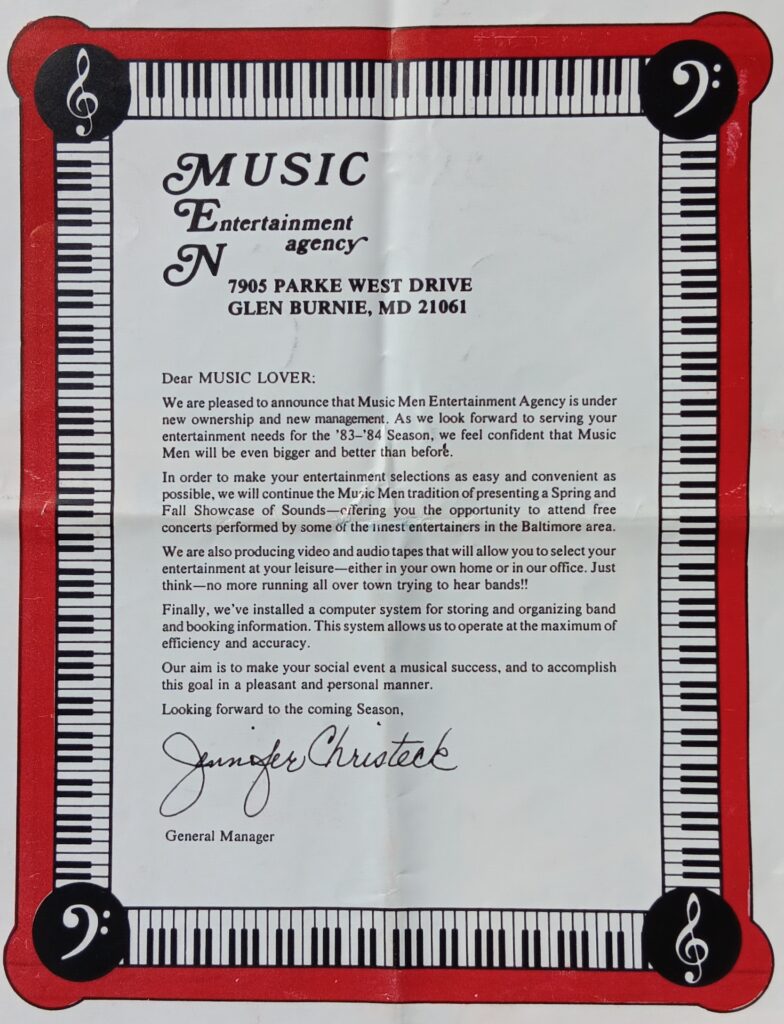 MUSIC
Entertainment
agency
N
7905 PARKE WEST DRIVE
GLEN BURNIE, MD 21061
Dear MUSIC LOVER:
We are pleased to announce that Music Men Entertainment Agency is under
new ownership and new management. As we look forward to serving your
entertainment needs for the '83–'84 Season, we feel confident that Music
Men will be even bigger and better than before.
In order to make your entertainment selections as easy and convenient as
possible, we will continue the Music Men tradition of presenting a Spring and
Fall Showcase of Sounds—offering you the opportunity to attend free
concerts performed by some of the finest entertainers in the Baltimore area.
We are also producing video and audio tapes that will allow you to select your
entertainment at your leisure—either in your own home or in our office. Just
think—no more running all over town trying to hear bands!!
Finally, we've installed a computer system for storing and organizing band
and booking information. This system allows us to operate at the maximum of
efficiency and accuracy.
Our aim is to make your social event a musical success, and to accomplish
this goal in a pleasant and personal manner.
Looking forward to the coming Season,
Jennifer Christeck
General Manager